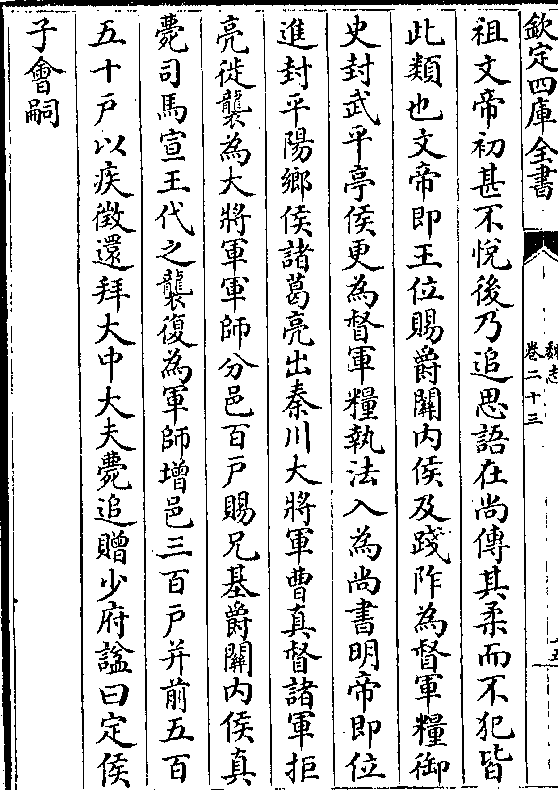 欽定四庫全書
魏志
卷二十三
五
祖文帝初甚不悅後乃追思語在尚傳其柔而不犯皆
此類也文帝即王位賜爵關内侯及踐阼為督軍糧御
史封武平亭侯更為督軍糧執法入為尚書明帝即位
進封平陽鄉侯諸葛亮出秦川大將軍曹真督諸軍拒
亮徙襲為大將軍軍師分邑百戸賜兄基爵關内侯真
薨司馬宣王代之襲復為軍師增邑三百戸并前五百
五十戸以疾徵還拜大中大夫薨追贈少府諡曰定侯
子會嗣